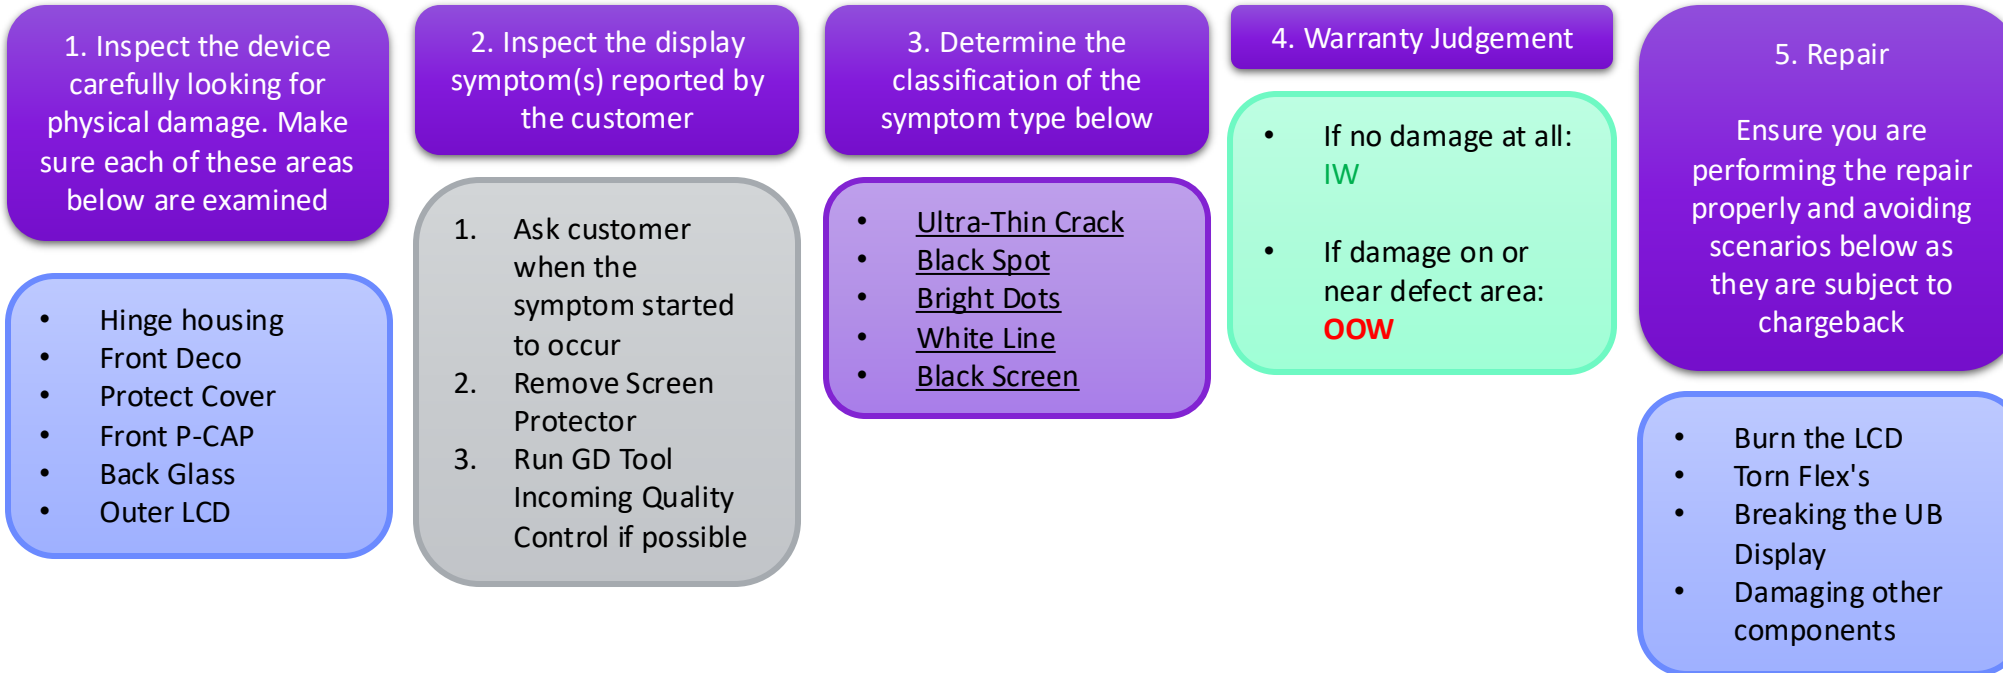 1. Inspect the device
carefully looking for
physical damage. Make
sure each of these areas
below are examined
• Hinge housing
• Front Deco
• Protect Cover
• Front P-CAP
• Back Glass
• Outer LCD
2. Inspect the display
symptom(s) reported by
the customer
1. Ask customer
when the
symptom started
to occur
2. Remove Screen
Protector
3. Run GD Tool
Incoming Quality
Control if possible
3. Determine the
classification of the
symptom type below
• Ultra-Thin Crack
• Black Spot
• Bright Dots
• White Line
• Black Screen
4. Warranty Judgement
• If no damage at all:
IW
• If damage on or
near defect area:
OOW
5. Repair
Ensure you are
performing the repair
properly and avoiding
scenarios below as
they are subject to
chargeback
• Burn the LCD
• Torn Flex's
• Breaking the UB
Display
• Damaging other
components